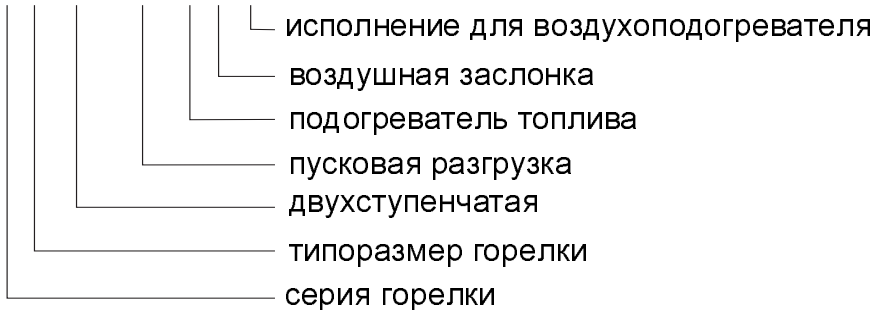 исполнение для воздухоподогревателя
воздушная заслонка
подогреватель топлива
пусковая разгрузка
двухступенчатая
типоразмер горелки
серия горелки